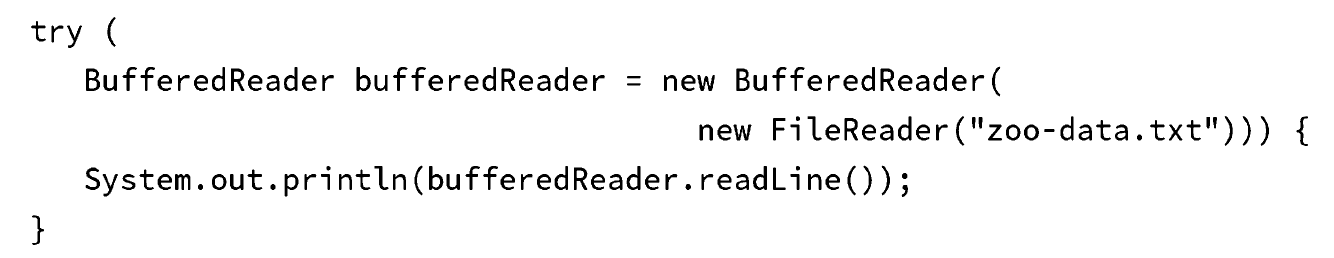 try (
BufferedReader bufferedReader = new BufferedReader(
new FileReader("zoo-data.txt"))) {
System.out.println(bufferedReader.readLine());
}